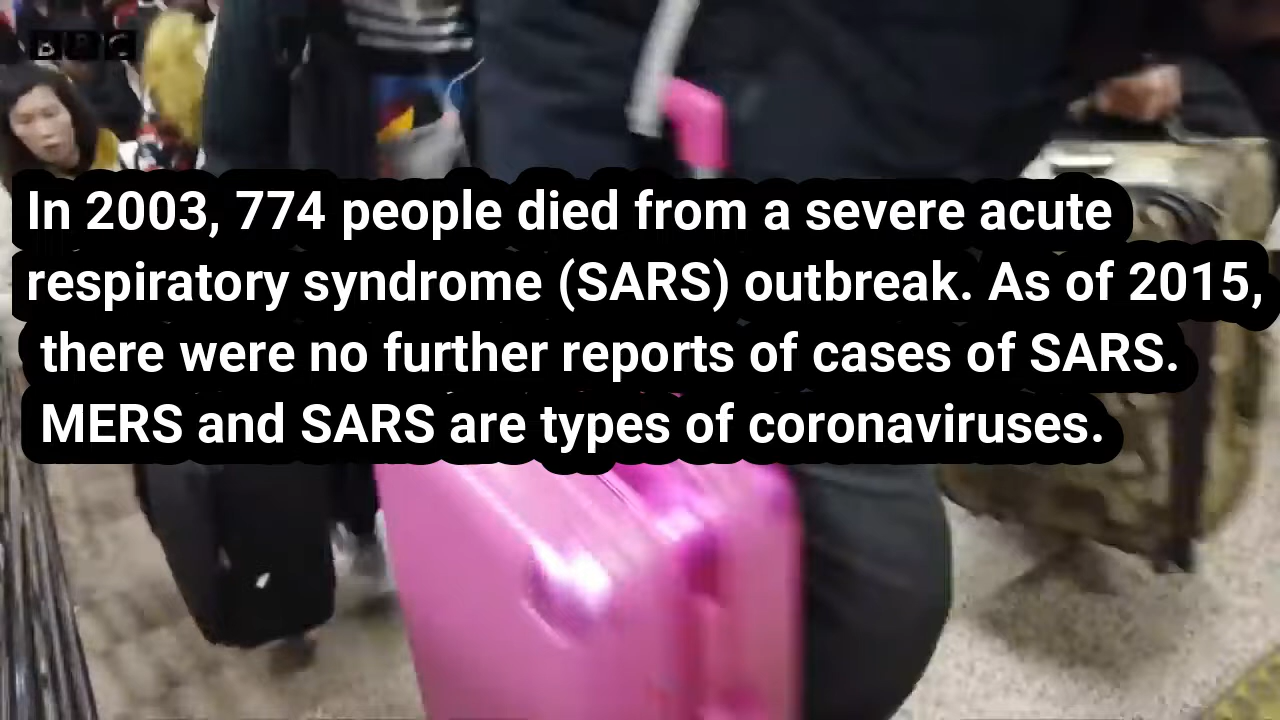 BBC
In 2003, 774 people died from a severe acute
respiratory syndrome (SARS) outbreak. As of 2015,
there were no further reports of cases of SARS.
MERS and SARS are types of coronaviruses.